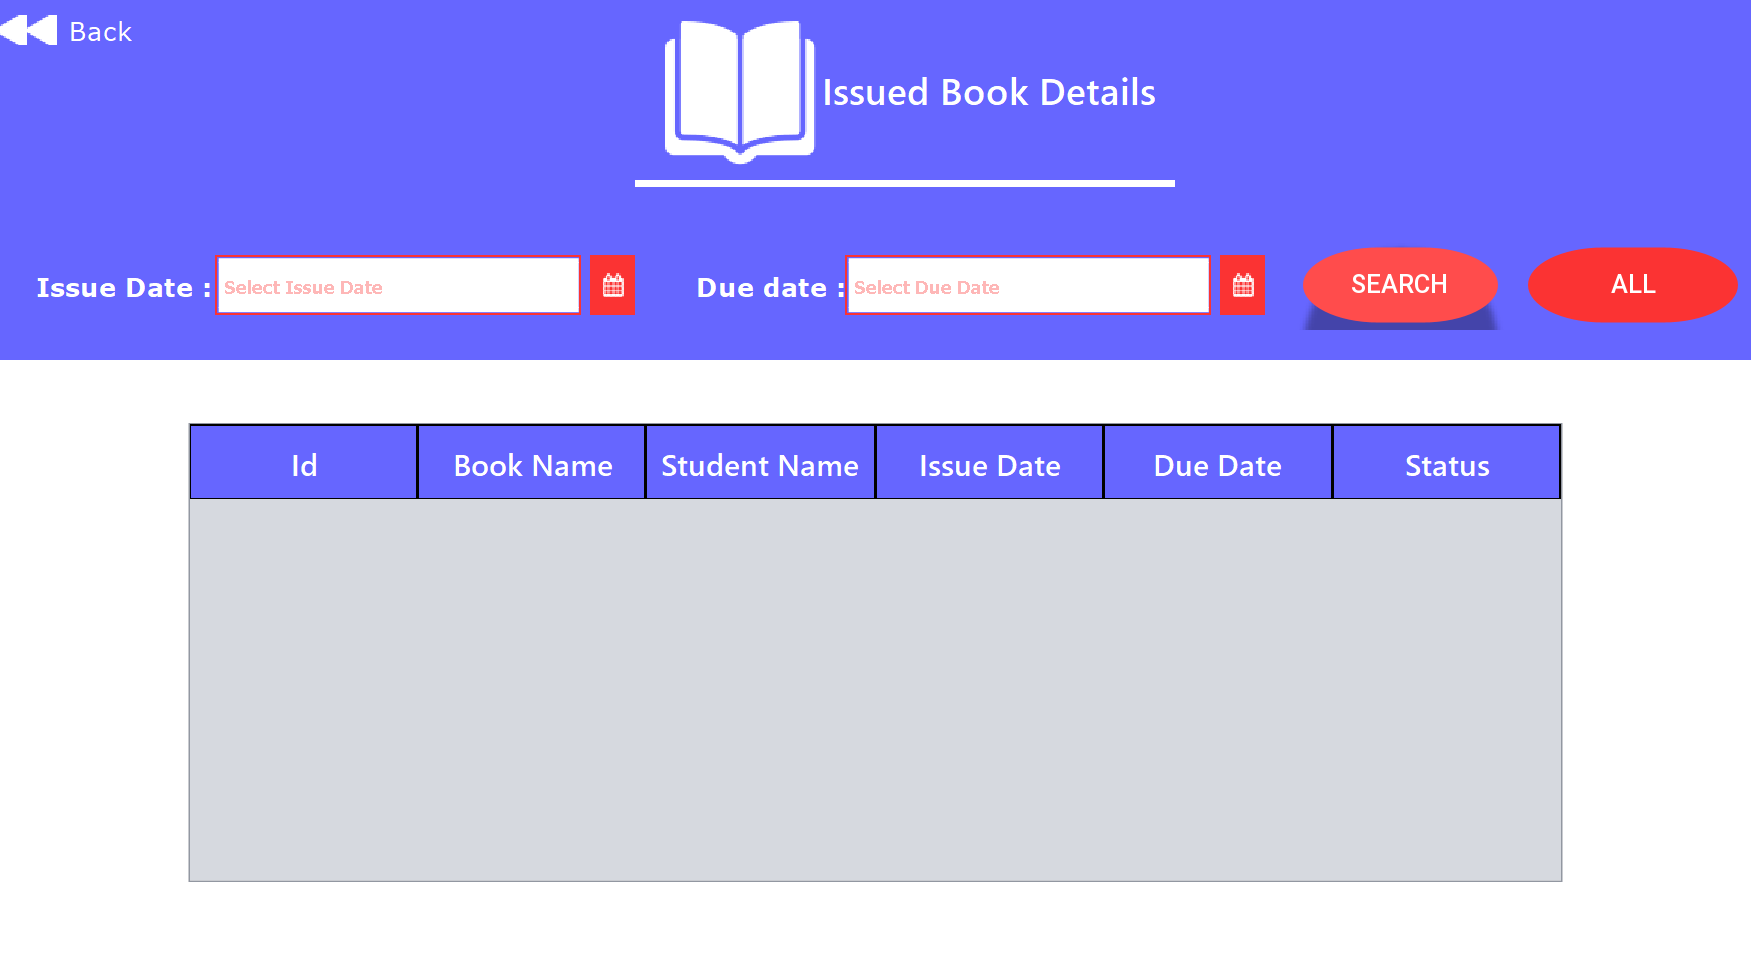 Back
Issued Book Details
Issue Date : Select Issue Date Due date : Select Due Date SEARCH ALL
Id Book Name Student Name Issue Date Due Date Status